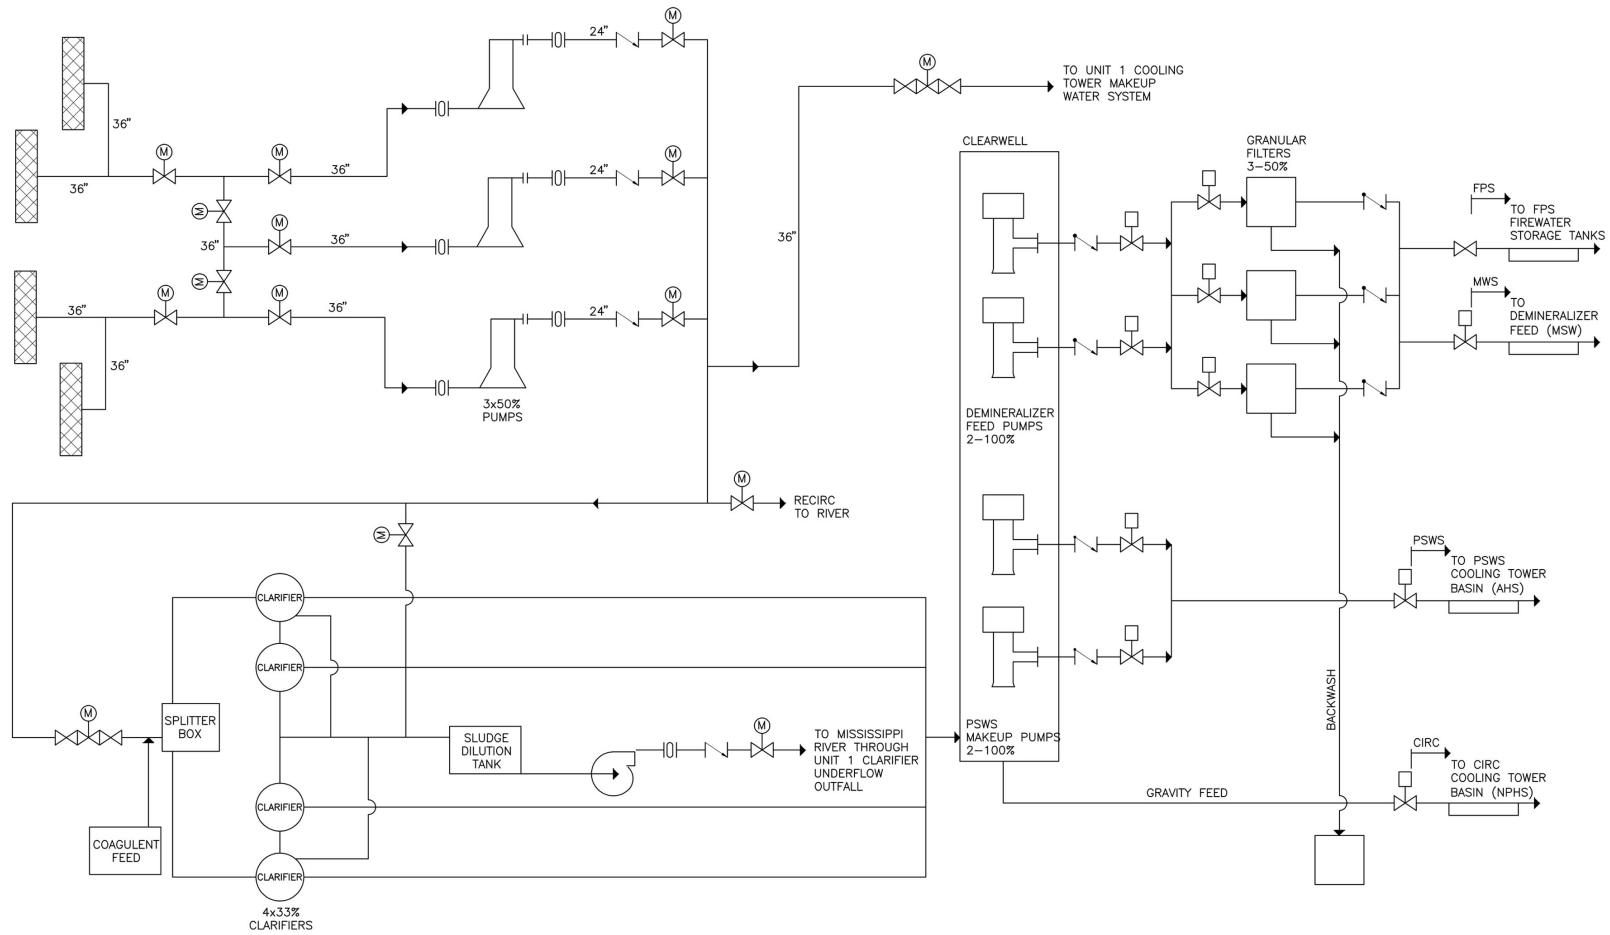 M
24"
M
TO UNIT 1 COOLING
TOWER MAKEUP
WATER SYSTEM
36"
M
M
36"
36"
M
24"
M
CLEARWELL
GRANULAR
FILTERS
3-50%
FPS
TO FPS
FIREWATER
STORAGE TANKS
M
M
36"
36"
36"
M
M
M
36"
36"
36"
24"
M
MWS
TO
DEMINERALIZER
FEED (MSW)
36"
3x50%
PUMPS
DEMINERALIZER
FEED PUMPS
2-100%
M
RECIRC
TO RIVER
M
PSWS
TO PSWS
COOLING TOWER
BASIN (AHS)
CLARIFIER
CLARIFIER
M
SPLITTER
BOX
SLUDGE
DILUTION
TANK
M
TO MISSISSIPPI
RIVER THROUGH
UNIT 1 CLARIFIER
UNDERFLOW
OUTFALL
PSWS
MAKEUP PUMPS
2-100%
BACKWASH
CIRC
TO CIRC
COOLING TOWER
BASIN (NPHS)
GRAVITY FEED
CLARIFIER
COAGULENT
FEED
CLARIFIER
4x33%
CLARIFIERS